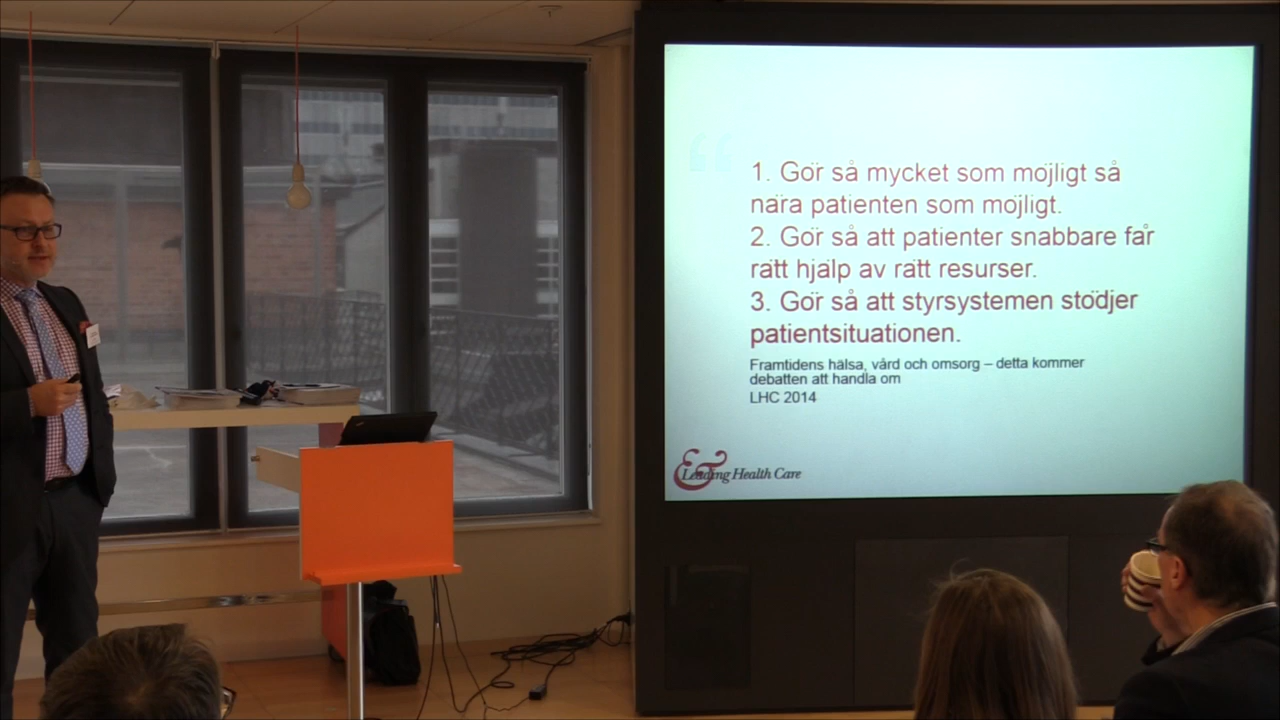 1. Gör så mycket som möjligt så
nära patienten som möjligt.
2. Gör så att patienter snabbare får
rätt hjälp av rätt resurser.
3. Gör så att styrsystemen stödjer
patientsituationen.
Framtidens hälsa, vård och omsorg – detta kommer
debatten att handla om
LHC 2014
& Leading Health Care